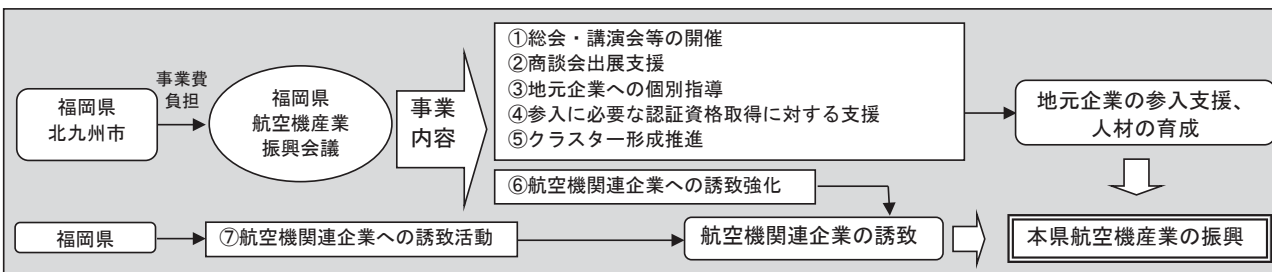 福岡県
北九州市
事業費
負担
福岡県
航空機産業
振興会議
事業
内容
①総会・講演会等の開催
②商談会出展支援
③地元企業への個別指導
④参入に必要な認証資格取得に対する支援
⑤クラスター形成推進
地元企業の参入支援、
人材の育成
⑥航空機関連企業への誘致強化
福岡県
⑦航空機関連企業への誘致活動
航空機関連企業の誘致
本県航空機産業の振興